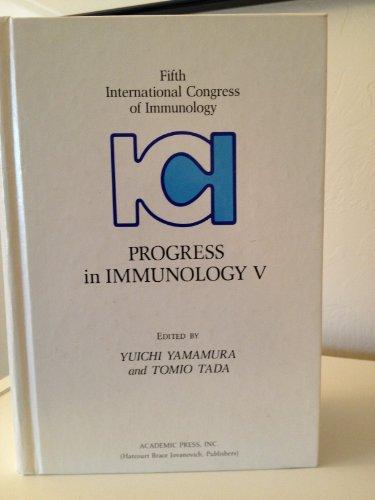 Fifth
International Congress
of Immunology
ICI
PROGRESS
in IMMUNOLOGY V
EDITED BY
YUICHI YAMAMURA
and TOMIO TADA
ACADEMIC PRESS, INC.
(Harcourt Brace Jovanovich, Publishers)